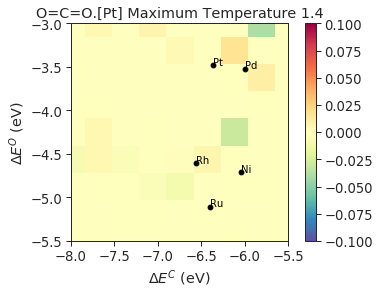 O=C=O.[Pt] Maximum Temperature 1.4
−3.0
−3.5
−4.0
−4.5
−5.0
−5.5
ΔE^O (eV)
Pt
Pd
Rh
Ni
Ru
−8.0 −7.5 −7.0 −6.5 −6.0 −5.5
ΔE^C (eV)
0.100
0.075
0.050
0.025
0.000
−0.025
−0.050
−0.075
−0.100